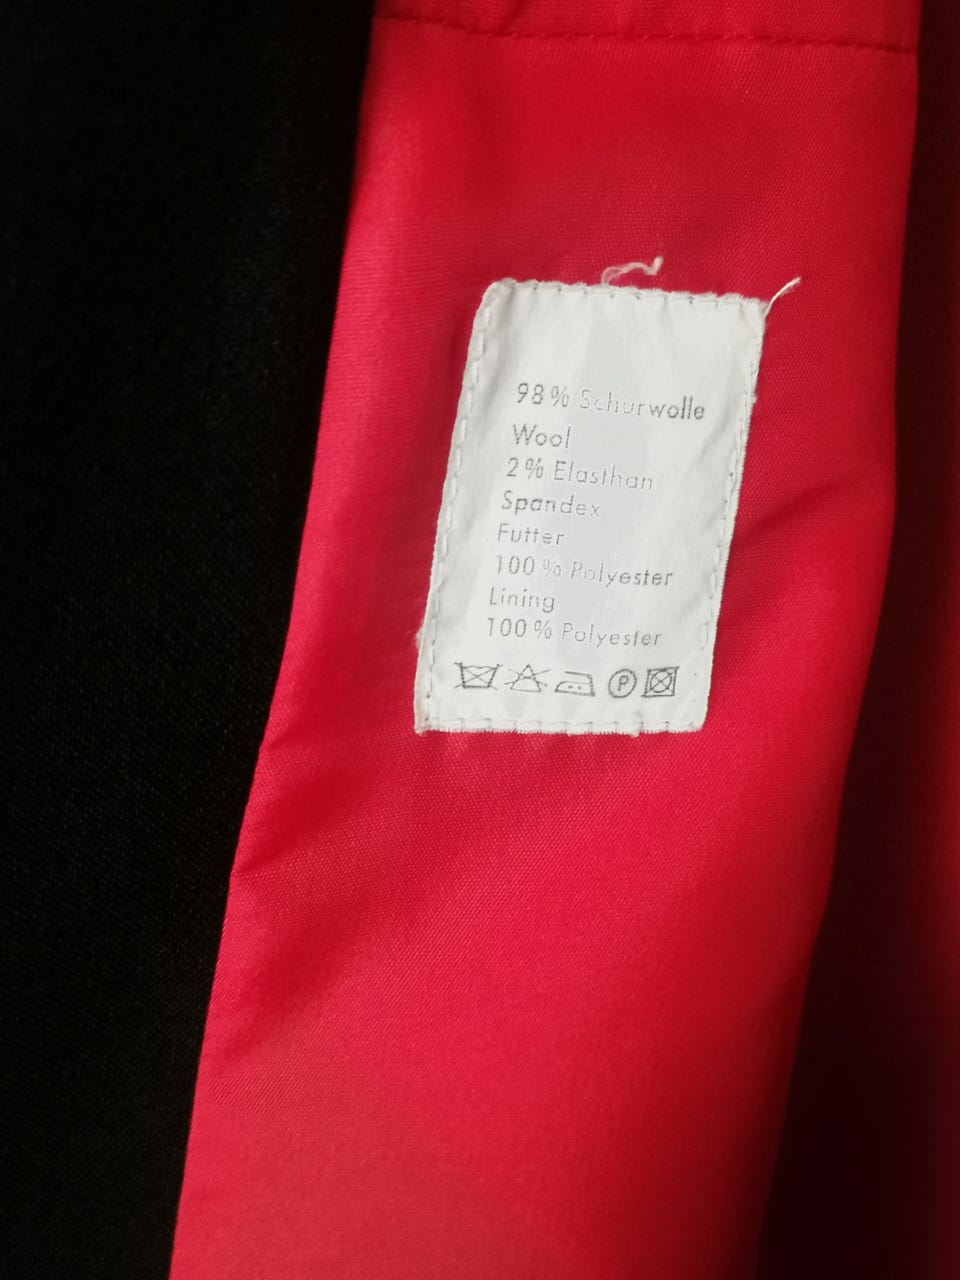 98% Schurwolle
Wool
2% Elasthan
Spandex
Futter
100% Polyester
Lining
100% Polyester
P